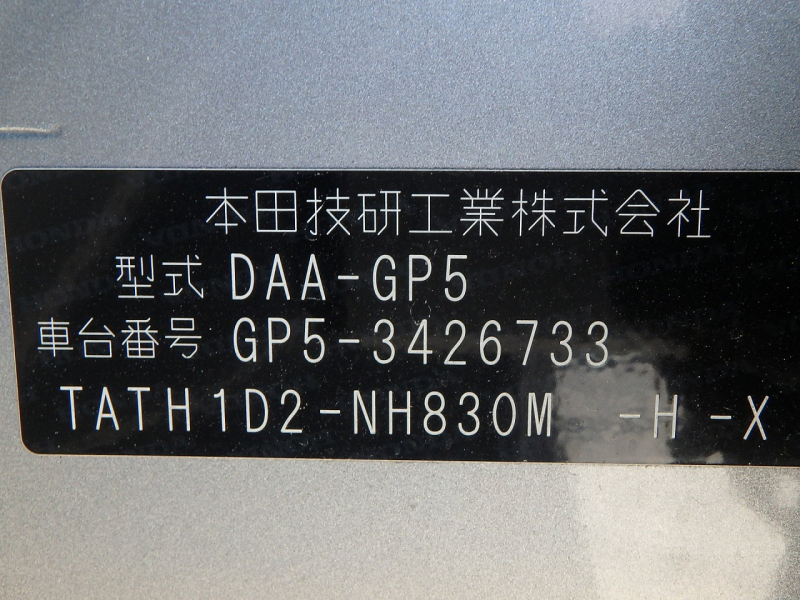 本田技研工業株式会社
型式 DAA-GP5
車台番号 GP5-3426733
TATH1D2-NH830M -H -X